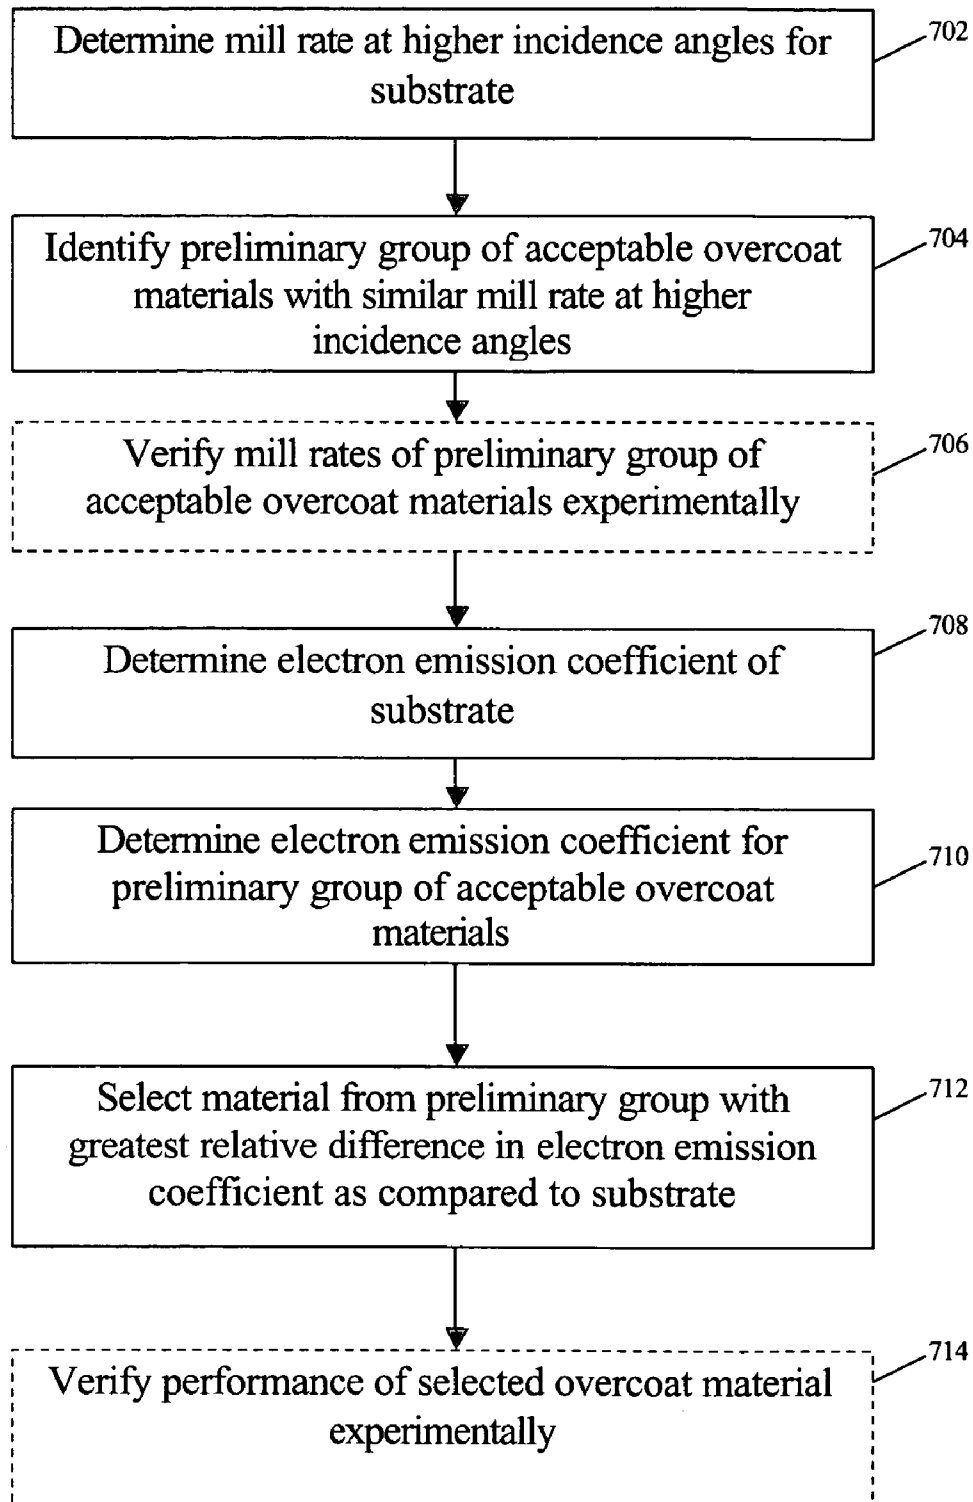 Determine mill rate at higher incidence angles for
substrate
702
Identify preliminary group of acceptable overcoat
materials with similar mill rate at higher
incidence angles
704
Verify mill rates of preliminary group of
acceptable overcoat materials experimentally
706
Determine electron emission coefficient of
substrate
708
Determine electron emission coefficient for
preliminary group of acceptable overcoat
materials
710
Select material from preliminary group with
greatest relative difference in electron emission
coefficient as compared to substrate
712
Verify performance of selected overcoat material
experimentally
714